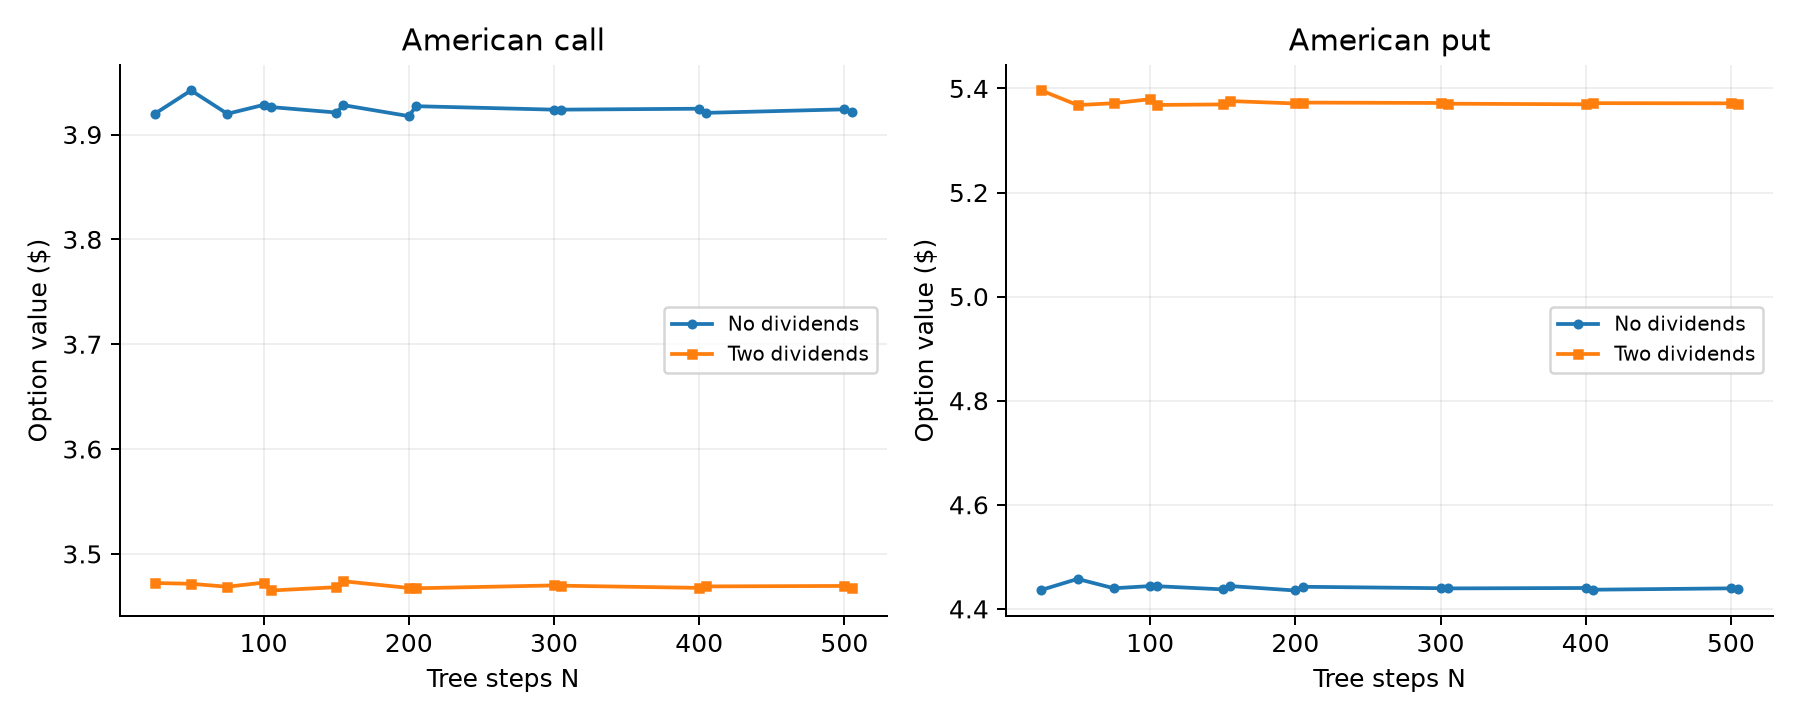 American call
Option value ($)
3.9
3.8
3.7
3.6
3.5
No dividends
Two dividends
100 200 300 400 500
Tree steps N
American put
Option value ($)
5.4
5.2
5.0
4.8
4.6
4.4
No dividends
Two dividends
100 200 300 400 500
Tree steps N